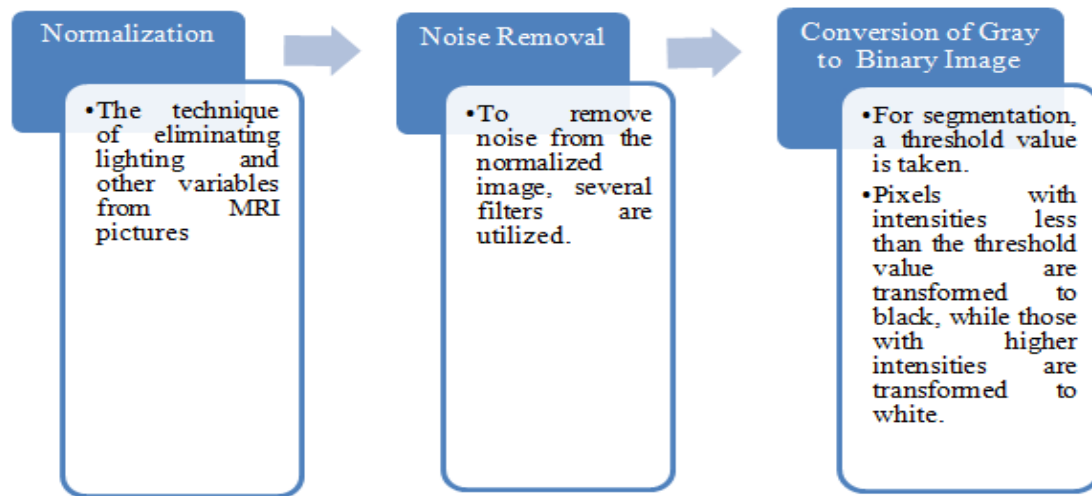 Normalization
•The technique
of eliminating
lighting and
other variables
from MRI
pictures
Noise Removal
•To remove
noise from the
normalized
image, several
filters are
utilized.
Conversion of Gray
to Binary Image
•For segmentation,
a threshold value
is taken.
•Pixels with
intensities less
than the threshold
value are
transformed to
black, while those
with higher
intensities are
transformed to
white.